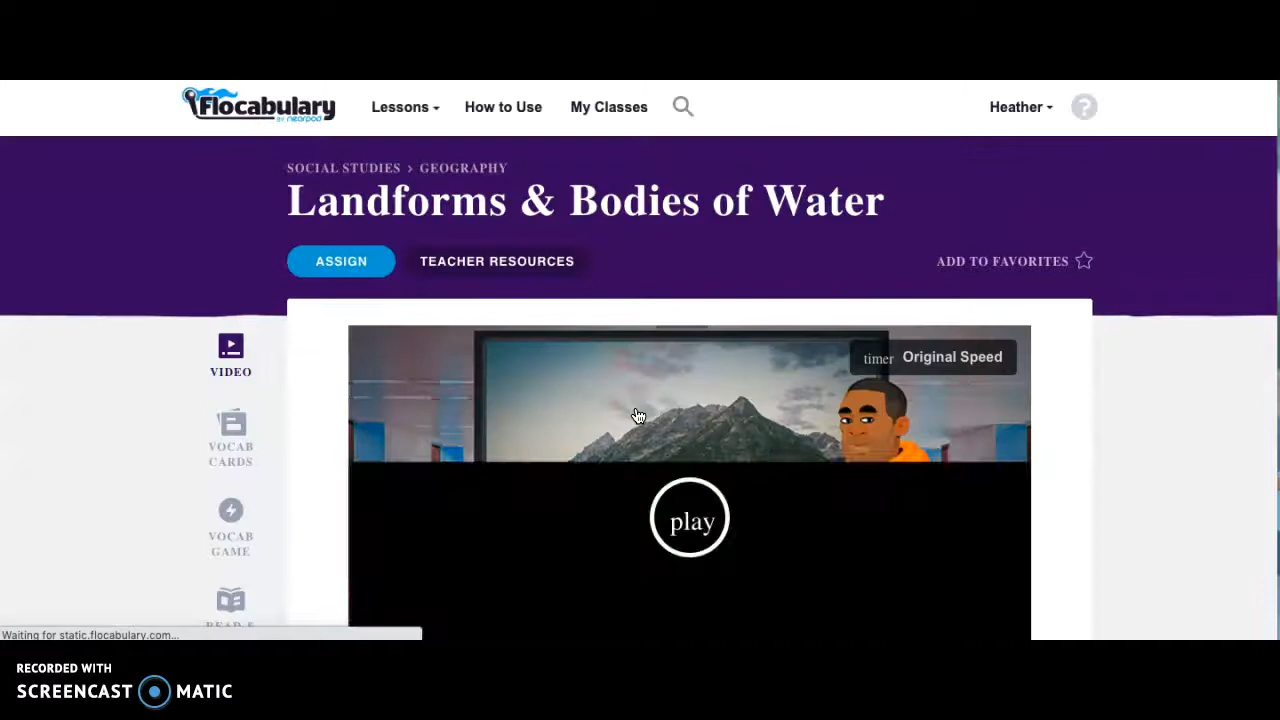 Flocabulary
BY nearpod
Lessons
How to Use
My Classes
Heather
?
SOCIAL STUDIES > GEOGRAPHY
Landforms & Bodies of Water
ASSIGN
TEACHER RESOURCES
ADD TO FAVORITES
timer Original Speed
VIDEO
VOCAB
CARDS
play
VOCAB
GAME
READ &
Waiting for static.flocabulary.com...
RECORDED WITH
SCREENCAST MATIC